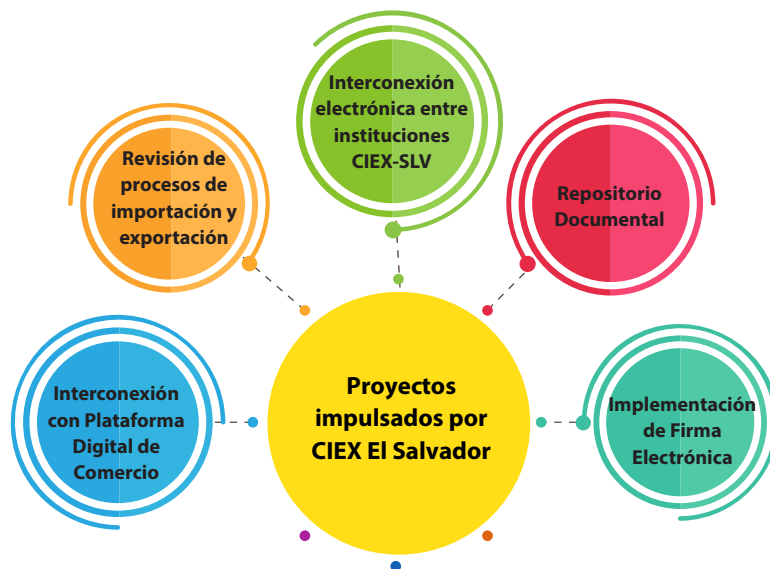 Interconexión
electrónica entre
instituciones
CIEX-SLV
Revisión de
procesos de
importación y
exportación
Repositorio
Documental
Interconexión
con Plataforma
Digital de
Comercio
Proyectos
impulsados por
CIEX El Salvador
Implementación
de Firma
Electrónica